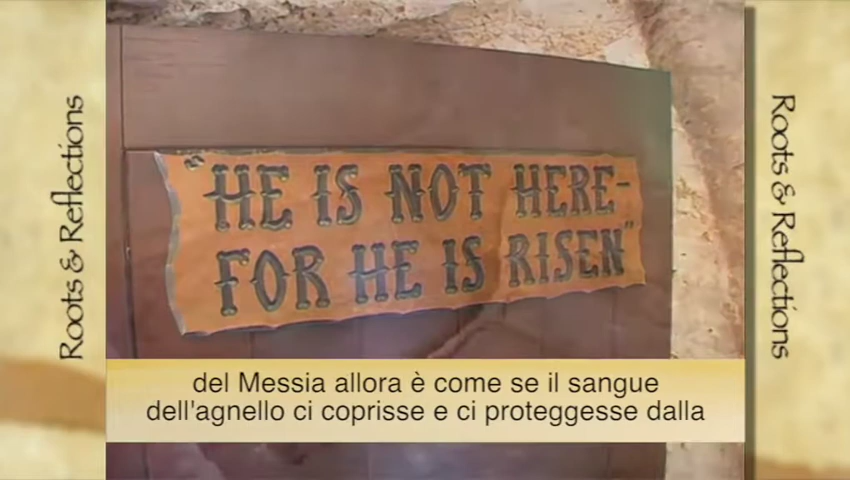 Roots & Reflections
"HE IS NOT HERE-
FOR HE IS RISEN"
del Messia allora è come se il sangue
dell'agnello ci coprisse e ci proteggesse dalla
Roots & Reflections